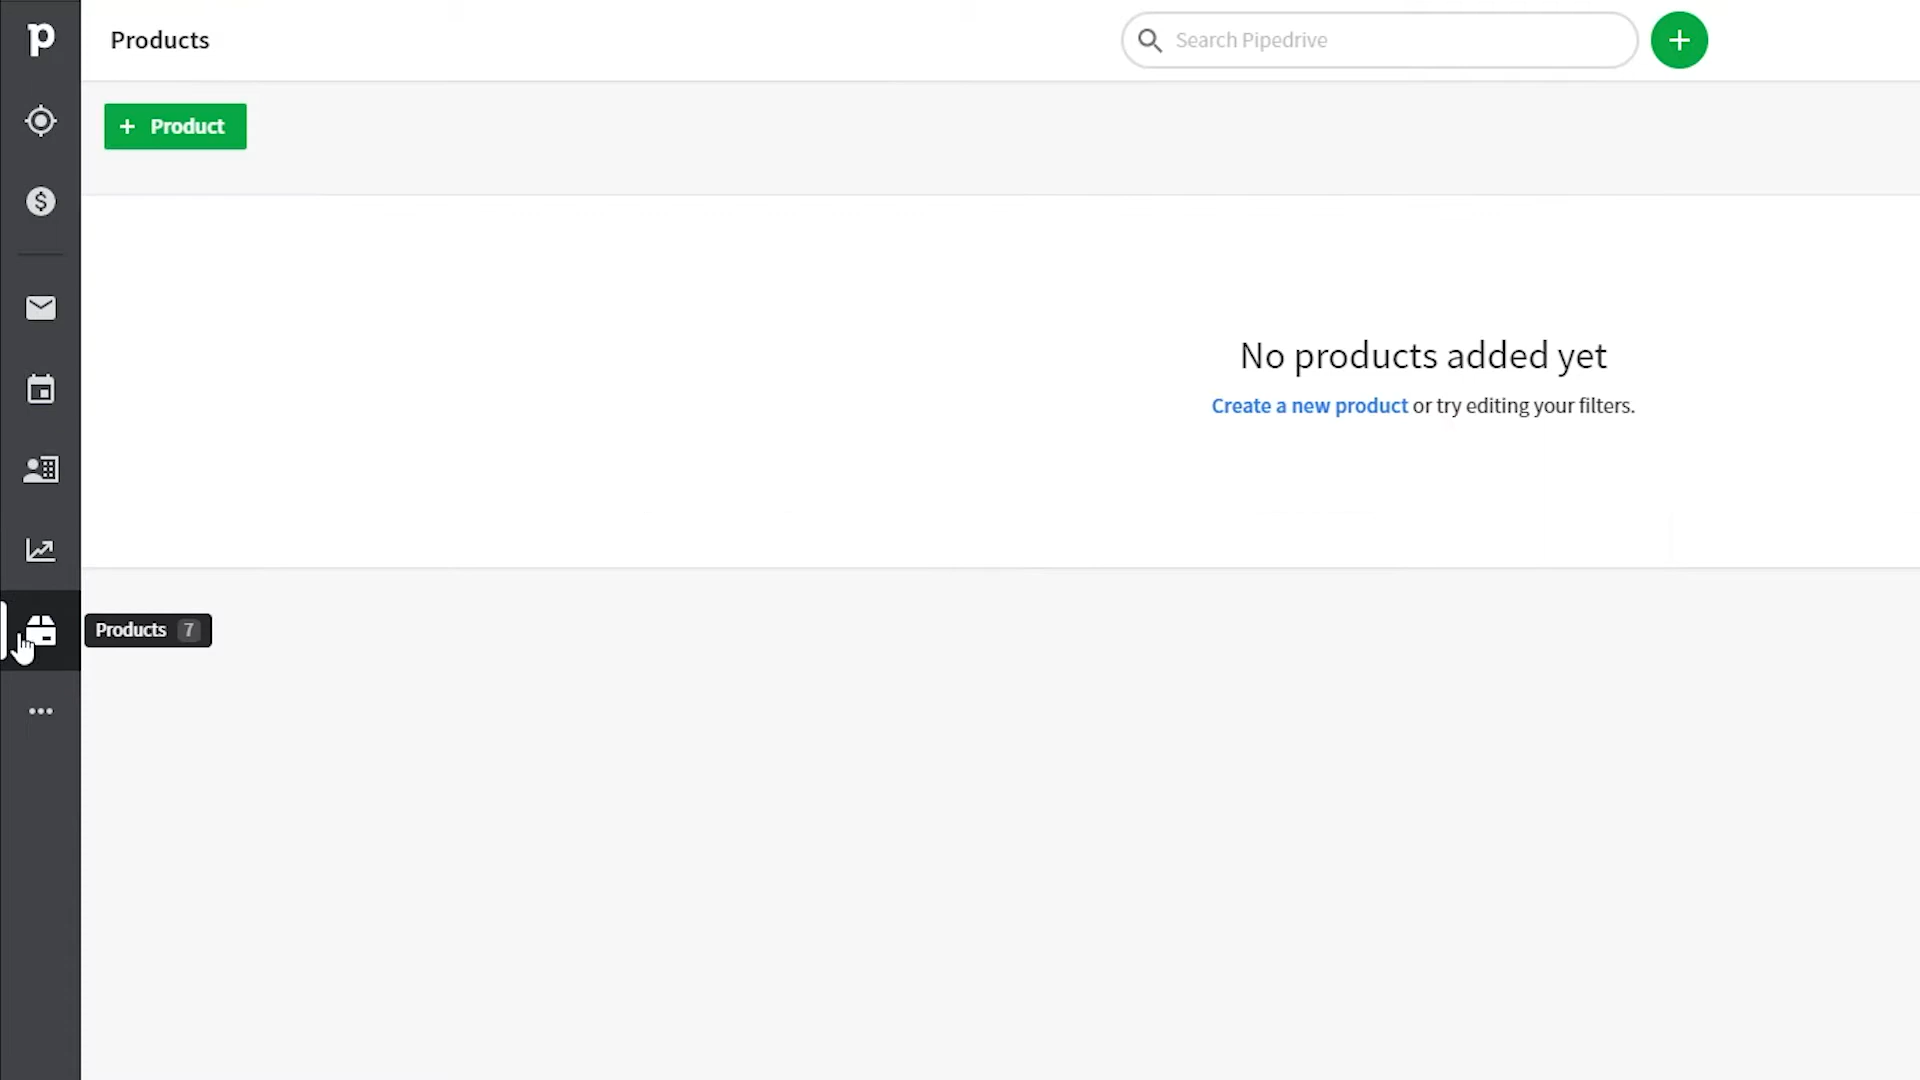 p
Products
Search Pipedrive
+
+ Product
$
No products added yet
Create a new product or try editing your filters.
Products 7